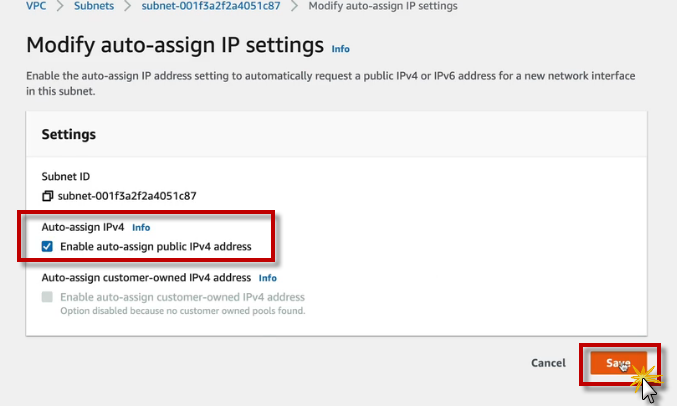 VPC > Subnets > subnet-001f3a2f2a4051c87 > Modify auto-assign IP settings
Modify auto-assign IP settings Info
Enable the auto-assign IP address setting to automatically request a public IPv4 or IPv6 address for a new network interface
in this subnet.
Settings
Subnet ID
subnet-001f3a2f2a4051c87
Auto-assign IPv4 Info
Enable auto-assign public IPv4 address
Auto-assign customer-owned IPv4 address Info
Enable auto-assign customer-owned IPv4 address
Option disabled because no customer owned pools found.
Cancel Save